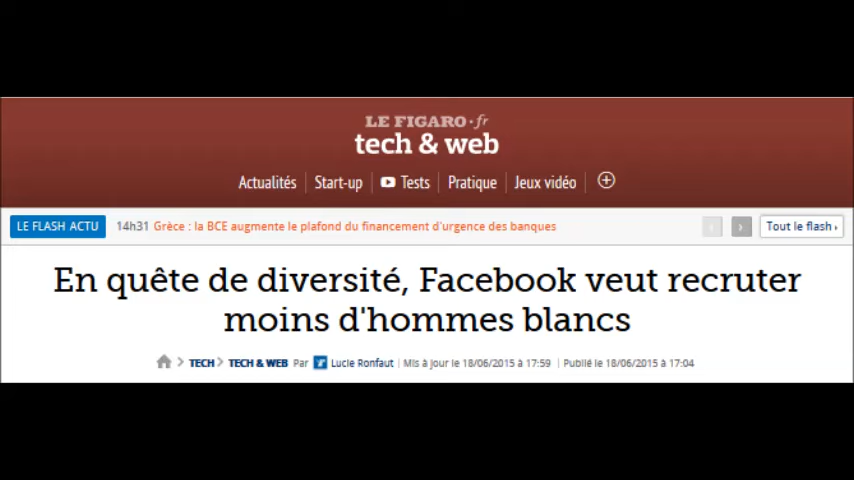 LE FIGARO·fr
tech & web
Actualités Start-up Tests Pratique Jeux vidéo
LE FLASH ACTU 14h31 Grèce : la BCE augmente le plafond du financement d'urgence des banques Tout le flash ›
En quête de diversité, Facebook veut recruter
moins d'hommes blancs
TECH > TECH & WEB Par Lucie Ronfaut | Mis à jour le 18/06/2015 à 17:59 | Publié le 18/06/2015 à 17:04